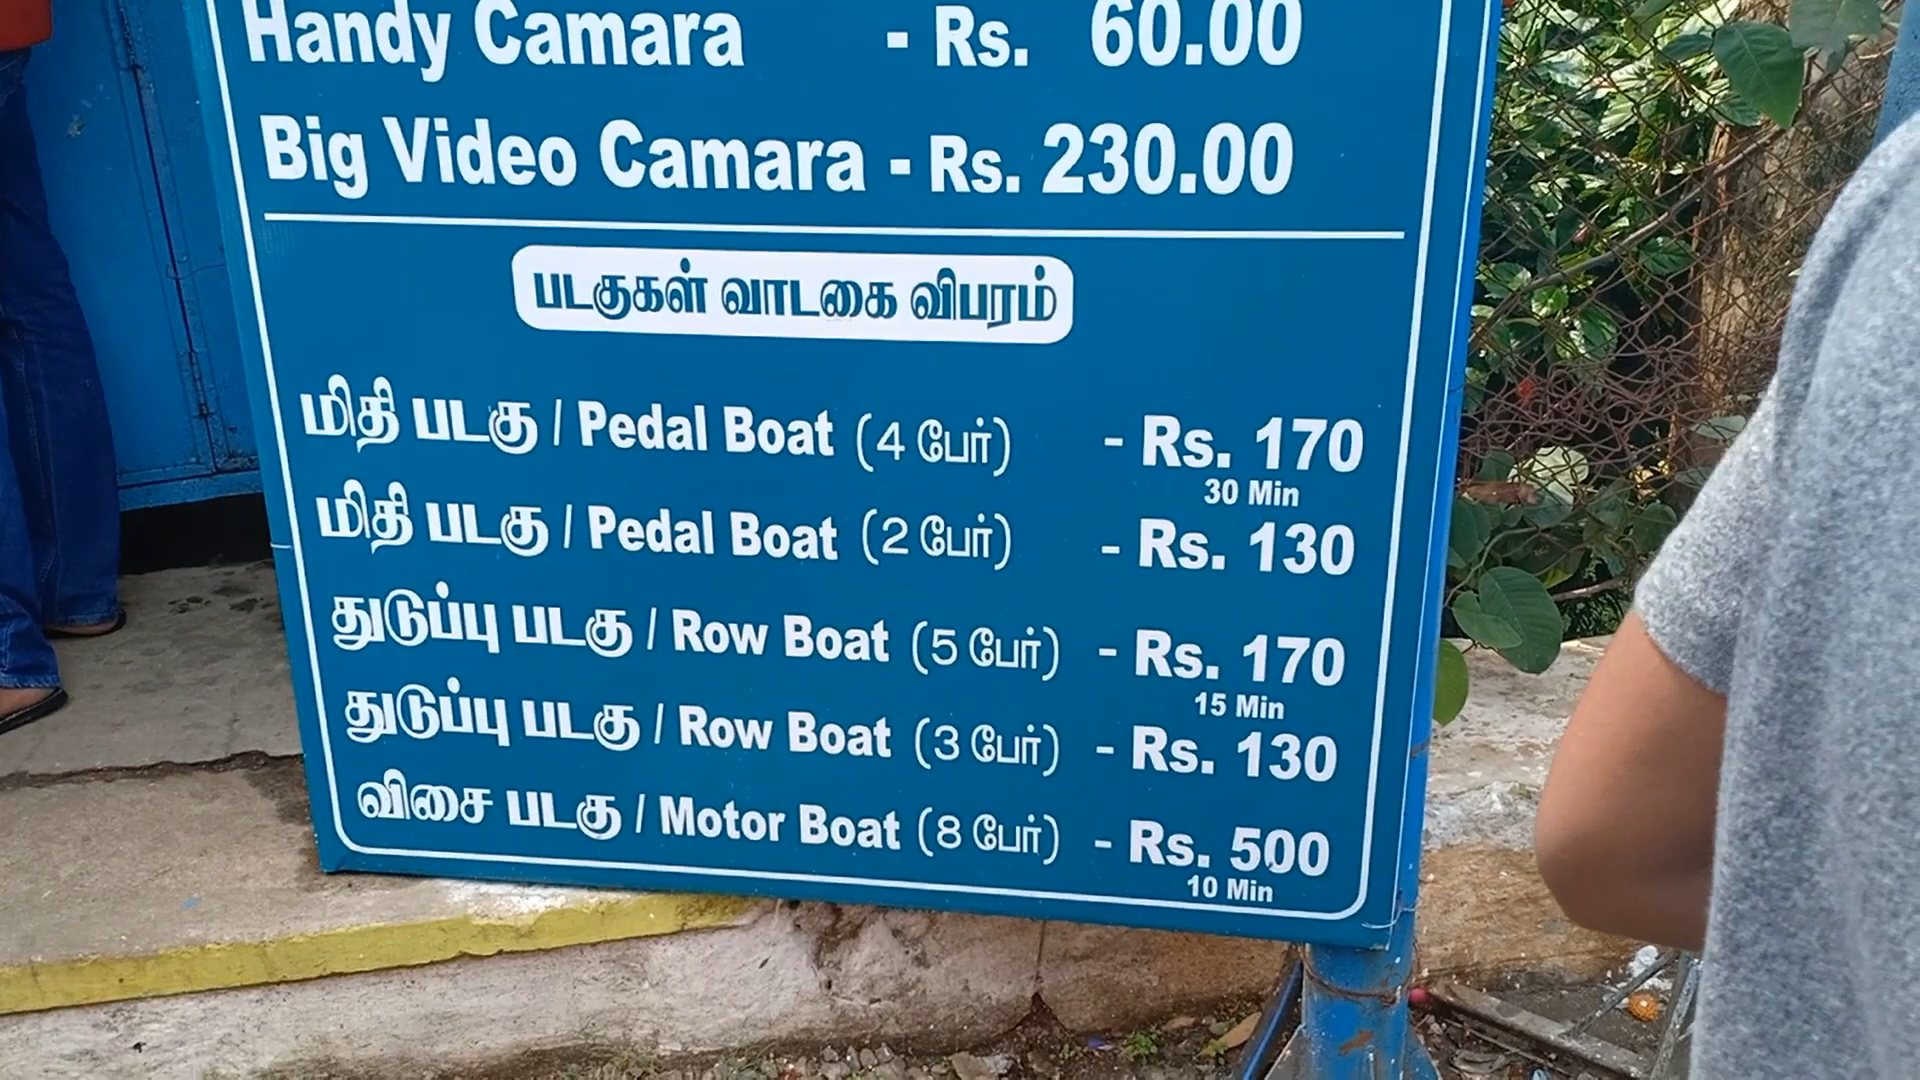 Handy Camara - Rs. 60.00
Big Video Camara - Rs. 230.00
படகுகள் வாடகை விபரம்
மிதி படகு / Pedal Boat (4 பேர்) - Rs. 170
30 Min
மிதி படகு / Pedal Boat (2 பேர்) - Rs. 130
துடுப்பு படகு / Row Boat (5 பேர்) - Rs. 170
15 Min
துடுப்பு படகு / Row Boat (3 பேர்) - Rs. 130
விசை படகு / Motor Boat (8 பேர்) - Rs. 500
10 Min